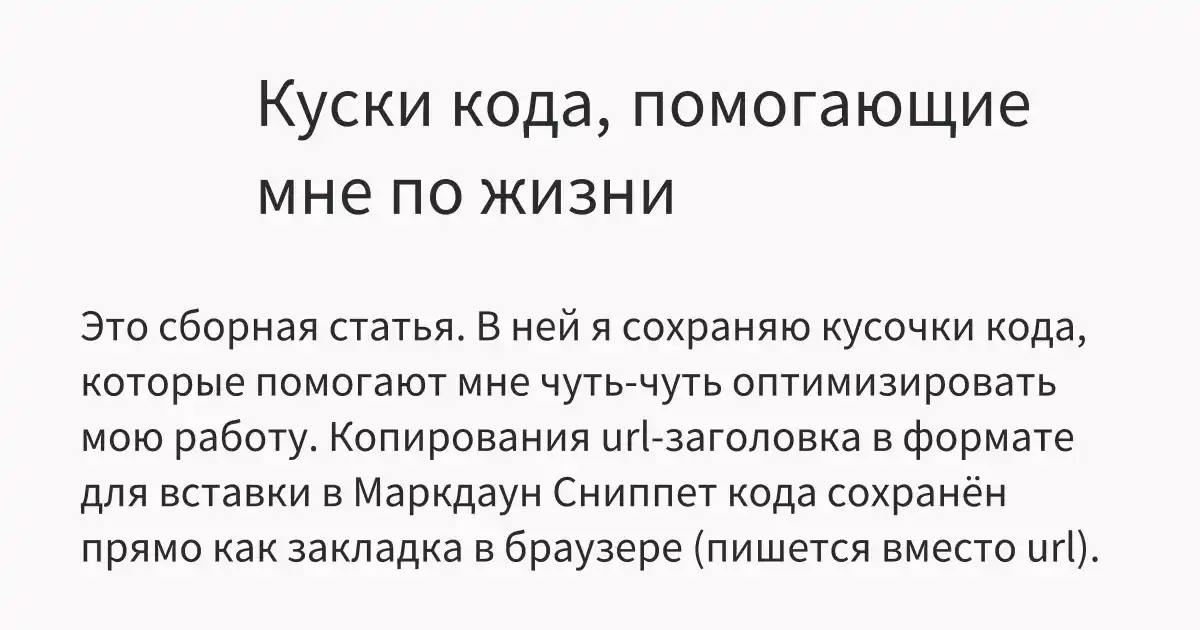 Куски кода, помогающие
мне по жизни
Это сборная статья. В ней я сохраняю кусочки кода,
которые помогают мне чуть-чуть оптимизировать
мою работу. Копирования url-заголовка в формате
для вставки в Маркдаун Сниппет кода сохранён
прямо как закладка в браузере (пишется вместо url).